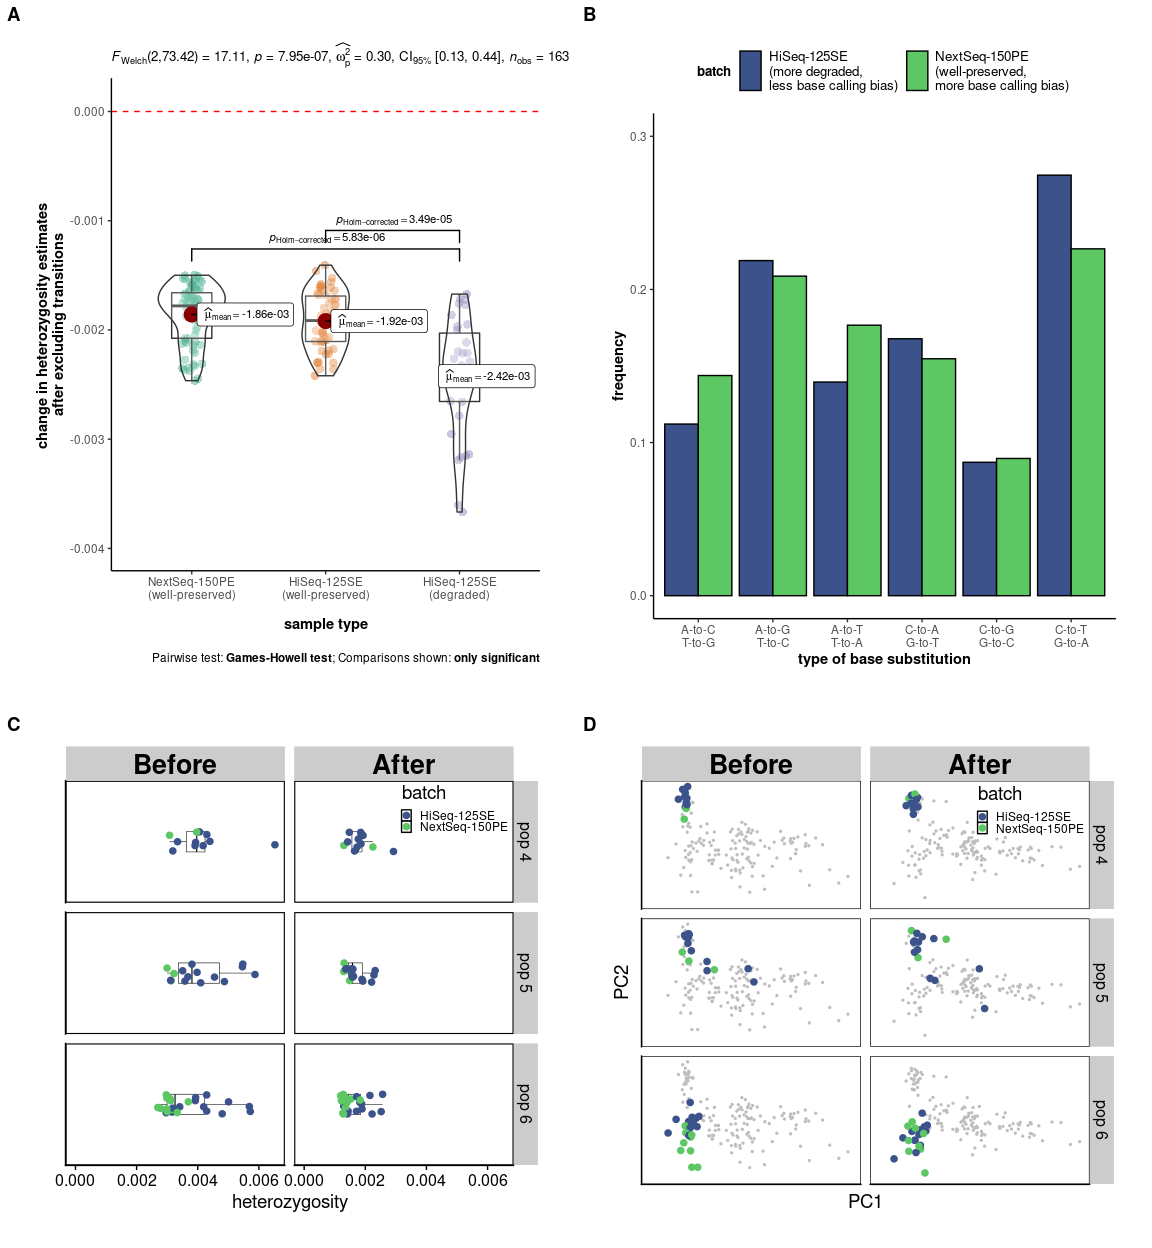 A
F_Welch(2,73.42) = 17.11, p = 7.95e-07, ω̂²_p = 0.30, CI_95% [0.13, 0.44], n_obs = 163
change in heterozygosity estimates
after excluding transitions
0.000
-0.001
-0.002
-0.003
-0.004
p_Holm−corrected = 3.49e-05
p_Holm−corrected = 5.83e-06
μ̂_mean = -1.86e-03
μ̂_mean = -1.92e-03
μ̂_mean = -2.42e-03
NextSeq-150PE
(well-preserved)
HiSeq-125SE
(well-preserved)
HiSeq-125SE
(degraded)
sample type
Pairwise test: Games-Howell test; Comparisons shown: only significant
B
batch
HiSeq-125SE
(more degraded,
less base calling bias)
NextSeq-150PE
(well-preserved,
more base calling bias)
frequency
0.3
0.2
0.1
0.0
A-to-C
T-to-G
A-to-G
T-to-C
A-to-T
T-to-A
C-to-A
G-to-T
C-to-G
G-to-C
C-to-T
G-to-A
type of base substitution
C
Before
After
batch
HiSeq-125SE
NextSeq-150PE
pop 4
pop 5
pop 6
0.000 0.002 0.004 0.006
0.000 0.002 0.004 0.006
heterozygosity
D
Before
After
batch
HiSeq-125SE
NextSeq-150PE
pop 4
pop 5
pop 6
PC2
PC1